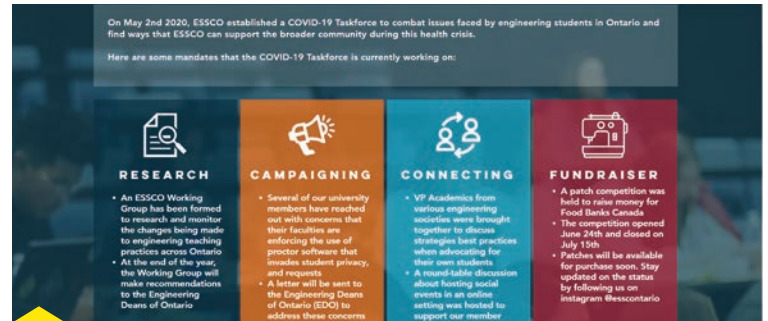 On May 2nd 2020, ESSCO established a COVID-19 Taskforce to combat issues faced by engineering students in Ontario and
find ways that ESSCO can support the broader community during this health crisis.
Here are some mandates that the COVID-19 Taskforce is currently working on:
RESEARCH
• An ESSCO Working
Group has been formed
to research and monitor
the changes being made
to engineering teaching
practices across Ontario
• At the end of the year,
the Working Group will
make recommendations
to the Engineering
Deans of Ontario
CAMPAIGNING
• Several of our university
members have reached
out with concerns that
their faculties are
enforcing the use of
proctor software that
invades student privacy,
and requests
• A letter will be sent to
the Engineering Deans
of Ontario (EDO) to
address these concerns
CONNECTING
• VP Academics from
various engineering
societies were brought
together to discuss
strategies best practices
when advocating for
their own students
• A round-table discussion
about hosting social
events in an online
setting was hosted to
support our member
FUNDRAISER
• A patch competition was
held to raise money for
Food Banks Canada
• The competition opened
June 24th and closed on
July 15th
• Patches will be available
for purchase soon. Stay
updated on the status
by following us on
instagram @esscontario